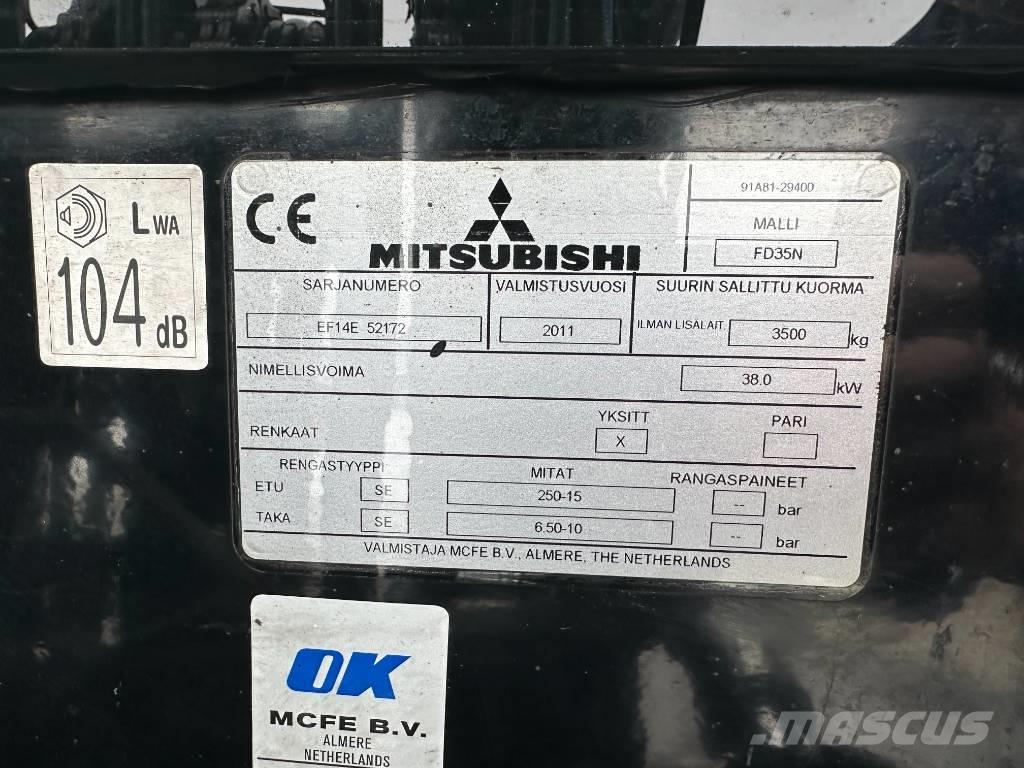 LWA
104 dB
CE
MITSUBISHI
91A81-29400
MALLI
FD35N
SARJANUMERO
EF14E 52172
VALMISTUSVUOSI
2011
SUURIN SALLITTU KUORMA
ILMAN LISÄLAIT. 3500 kg
NIMELLISVOIMA 38.0 kW
RENKAAT
YKSITT
X
PARI
RENGASTYYPPI MITAT RANGASPAINEET
ETU SE 250-15 -- bar
TAKA SE 6.50-10 -- bar
VALMISTAJA MCFE B.V., ALMERE, THE NETHERLANDS
OK
MCFE B.V.
ALMERE
NETHERLANDS
MASCUS